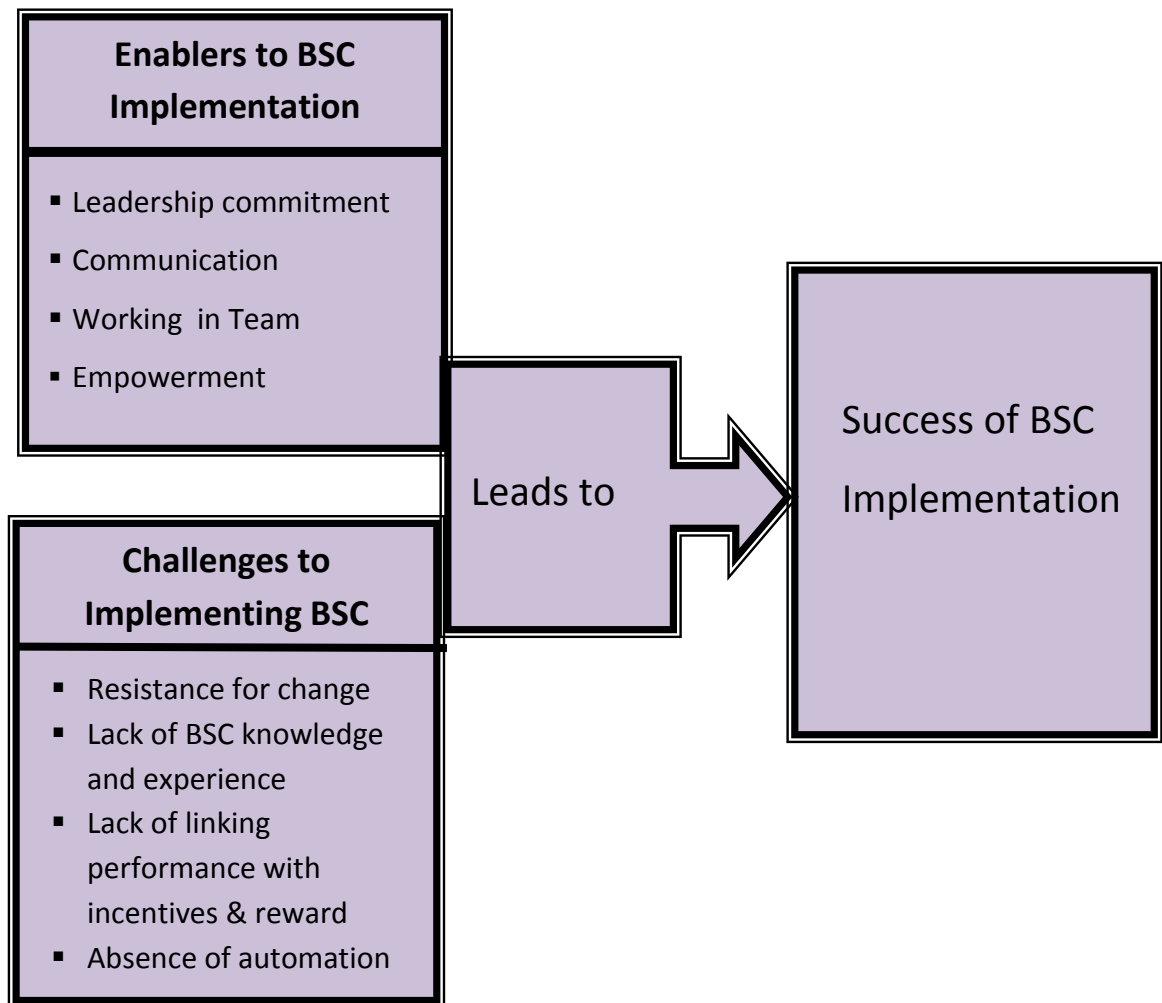 Enablers to BSC
Implementation
▪ Leadership commitment
▪ Communication
▪ Working in Team
▪ Empowerment
Challenges to
Implementing BSC
▪ Resistance for change
▪ Lack of BSC knowledge
and experience
▪ Lack of linking
performance with
incentives & reward
▪ Absence of automation
Leads to
Success of BSC
Implementation